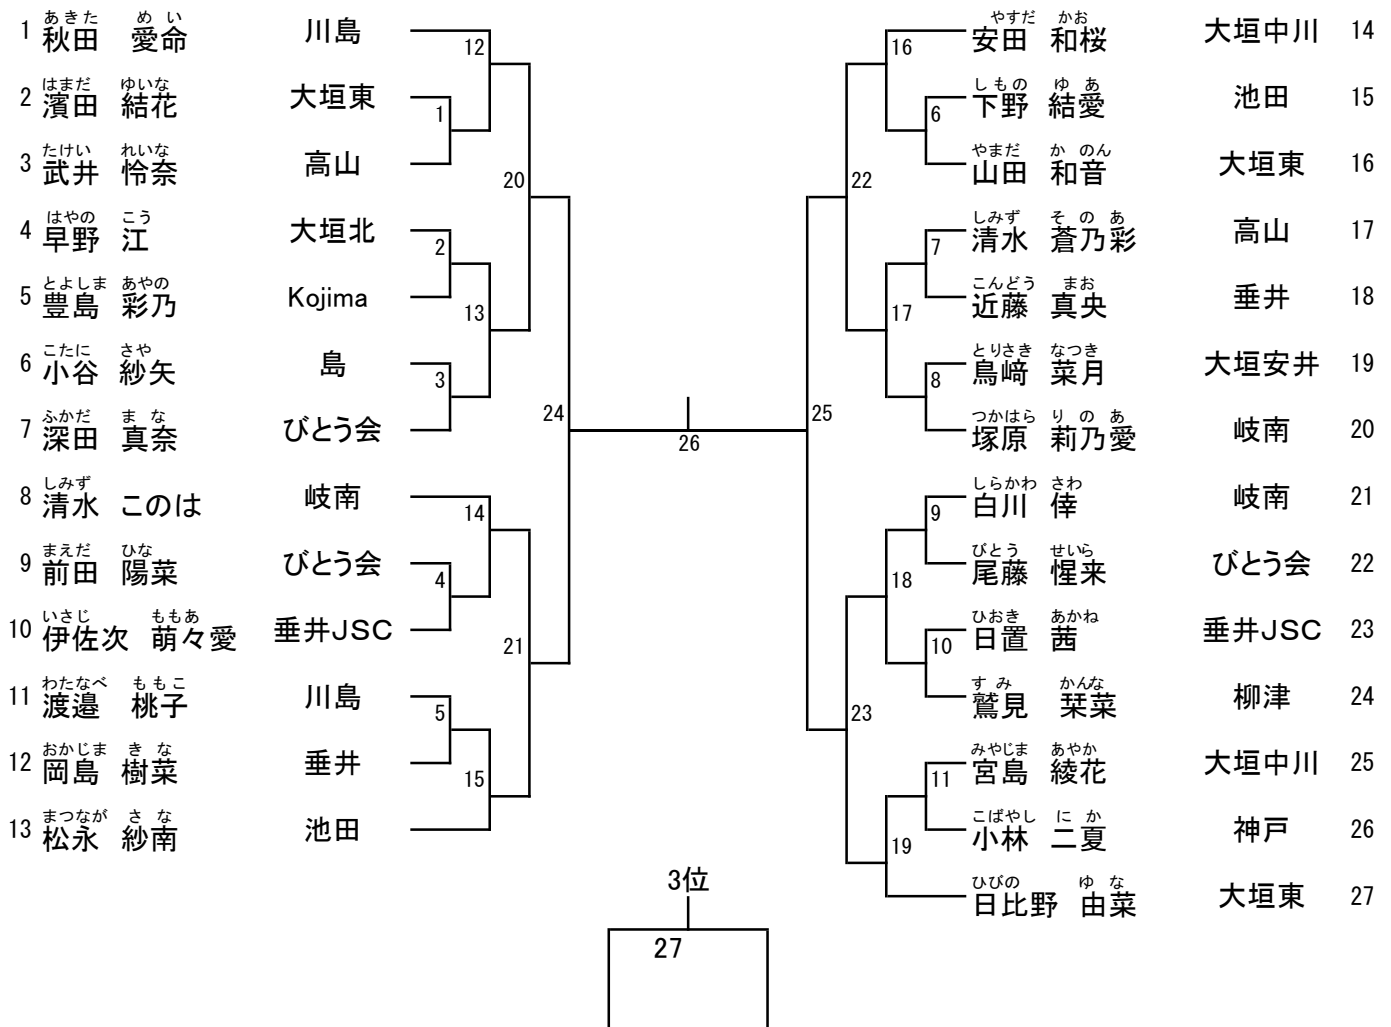 あきた めい
1 秋田 愛命 川島
はまだ ゆいな
2 濱田 結花 大垣東
たけい れいな
3 武井 怜奈 高山
はやの こう
4 早野 江 大垣北
とよしま あやの
5 豊島 彩乃 Kojima
こたに さや
6 小谷 紗矢 島
ふかだ まな
7 深田 真奈 びとう会
しみず
8 清水 このは 岐南
まえだ ひな
9 前田 陽菜 びとう会
いさじ ももあ
10 伊佐次 萌々愛 垂井JSC
わたなべ ももこ
11 渡邉 桃子 川島
おかじま きな
12 岡島 樹菜 垂井
まつなが さな
13 松永 紗南 池田
12
1
20
2
13
3
24
14
4
21
5
15
26
3位
27
16
6
22
7
17
8
25
9
18
10
23
11
19
やすだ かお
安田 和桜 大垣中川 14
しもの ゆあ
下野 結愛 池田 15
やまだ かのん
山田 和音 大垣東 16
しみず そのあ
清水 蒼乃彩 高山 17
こんどう まお
近藤 真央 垂井 18
とりさき なつき
鳥﨑 菜月 大垣安井 19
つかはら りのあ
塚原 莉乃愛 岐南 20
しらかわ さわ
白川 倖 岐南 21
びとう せいら
尾藤 惺来 びとう会 22
ひおき あかね
日置 茜 垂井JSC 23
すみ かんな
鷲見 栞菜 柳津 24
みやじま あやか
宮島 綾花 大垣中川 25
こばやし にか
小林 二夏 神戸 26
ひびの ゆな
日比野 由菜 大垣東 27